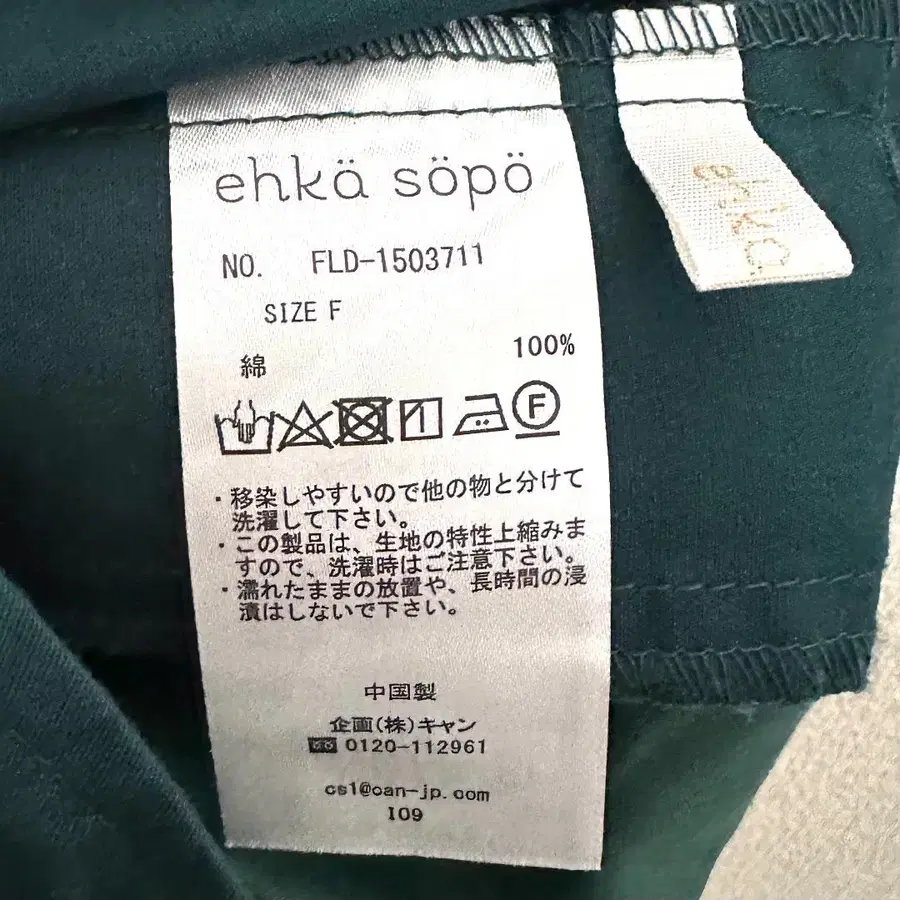 ehkä söpö
NO. FLD-1503711
SIZE F
綿 100%
F
・移染しやすいので他の物と分けて
洗濯して下さい。
・この製品は、生地の特性上縮みま
すので、洗濯時はご注意下さい。
・濡れたままの放置や、長時間の浸
漬はしないで下さい。
中国製
企画(株)キャン
0120-112961
cs1@can-jp.com
I09
ehkä